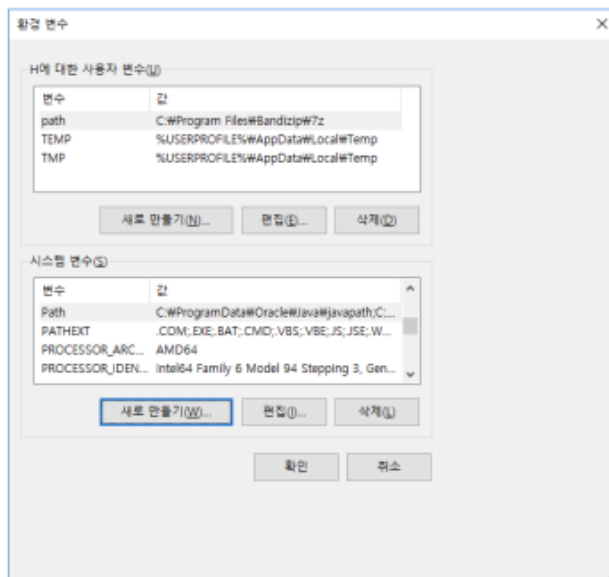 환경 변수
H에 대한 사용자 변수(U)
변수 값
path C:₩Program Files₩Bandizip₩7z
TEMP %USERPROFILE%₩AppData₩Local₩Temp
TMP %USERPROFILE%₩AppData₩Local₩Temp
새로 만들기(N)... 편집(E)... 삭제(D)
시스템 변수(S)
변수 값
Path C:₩ProgramData₩Oracle₩Java₩javapath;C:...
PATHEXT .COM;.EXE;.BAT;.CMD;.VBS;.VBE;.JS;.JSE;.W...
PROCESSOR_ARC... AMD64
PROCESSOR_IDEN... Intel64 Family 6 Model 94 Stepping 3, Gen...
새로 만들기(W)... 편집(I)... 삭제(L)
확인 취소